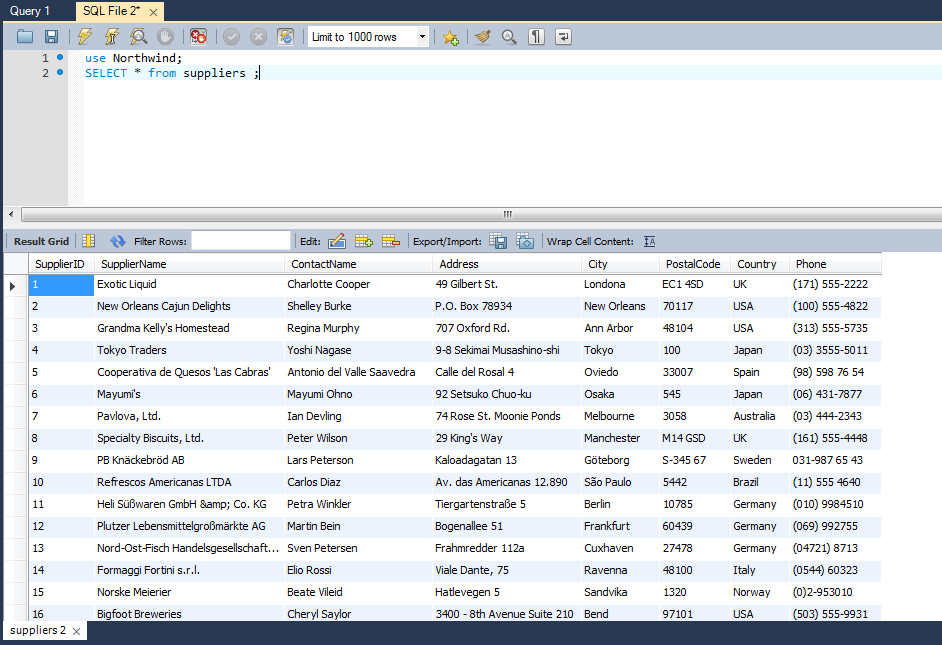 Query 1 SQL File 2*
Limit to 1000 rows
1 use Northwind;
2 SELECT * from suppliers ;
Result Grid Filter Rows: Edit: Export/Import: Wrap Cell Content:
SupplierID SupplierName ContactName Address City PostalCode Country Phone
1 Exotic Liquid Charlotte Cooper 49 Gilbert St. Londona EC1 4SD UK (171) 555-2222
2 New Orleans Cajun Delights Shelley Burke P.O. Box 78934 New Orleans 70117 USA (100) 555-4822
3 Grandma Kelly's Homestead Regina Murphy 707 Oxford Rd. Ann Arbor 48104 USA (313) 555-5735
4 Tokyo Traders Yoshi Nagase 9-8 Sekimai Musashino-shi Tokyo 100 Japan (03) 3555-5011
5 Cooperativa de Quesos 'Las Cabras' Antonio del Valle Saavedra Calle del Rosal 4 Oviedo 33007 Spain (98) 598 76 54
6 Mayumi's Mayumi Ohno 92 Setsuko Chuo-ku Osaka 545 Japan (06) 431-7877
7 Pavlova, Ltd. Ian Devling 74 Rose St. Moonie Ponds Melbourne 3058 Australia (03) 444-2343
8 Specialty Biscuits, Ltd. Peter Wilson 29 King's Way Manchester M14 GSD UK (161) 555-4448
9 PB Knäckebröd AB Lars Peterson Kaloadagatan 13 Göteborg S-345 67 Sweden 031-987 65 43
10 Refrescos Americanas LTDA Carlos Diaz Av. das Americanas 12.890 São Paulo 5442 Brazil (11) 555 4640
11 Heli Süßwaren GmbH &amp; Co. KG Petra Winkler Tiergartenstraße 5 Berlin 10785 Germany (010) 9984510
12 Plutzer Lebensmittelgroßmärkte AG Martin Bein Bogenallee 51 Frankfurt 60439 Germany (069) 992755
13 Nord-Ost-Fisch Handelsgesellschaft... Sven Petersen Frahmredder 112a Cuxhaven 27478 Germany (04721) 8713
14 Formaggi Fortini s.r.l. Elio Rossi Viale Dante, 75 Ravenna 48100 Italy (0544) 60323
15 Norske Meierier Beate Vileid Hatlevegen 5 Sandvika 1320 Norway (0)2-953010
16 Bigfoot Breweries Cheryl Saylor 3400 - 8th Avenue Suite 210 Bend 97101 USA (503) 555-9931
suppliers 2